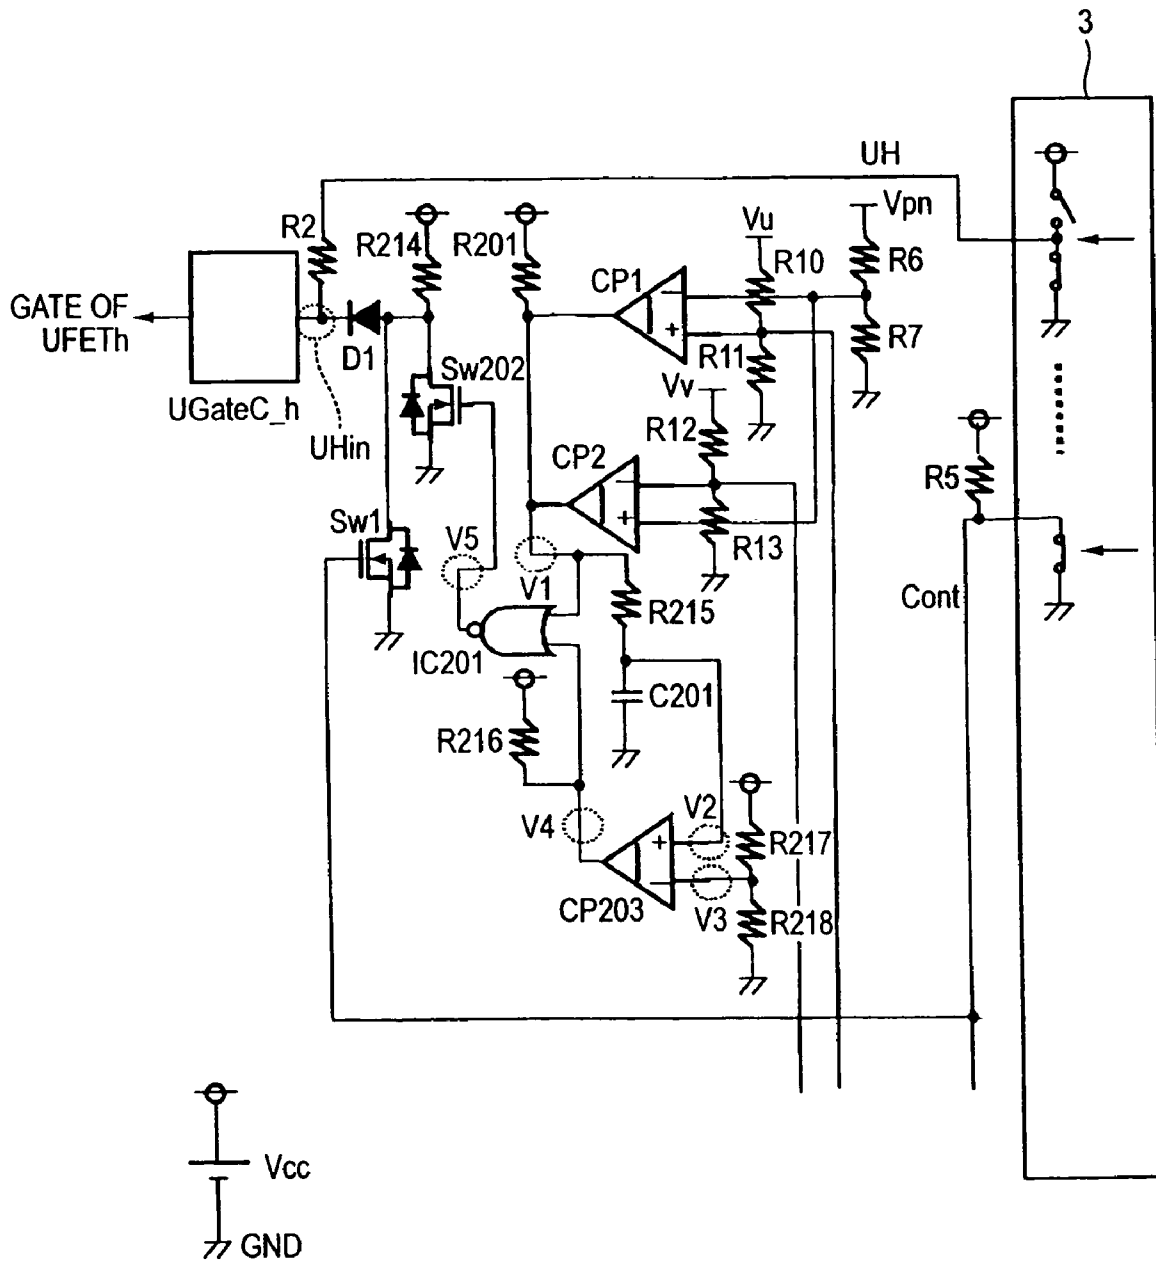 3
UH
Vpn
Vu
R2
R214
R201
R10
R6
CP1
−
+
GATE OF
UFETh
D1
R11
R7
Sw202
Vv
UGateC_h
R12
UHin
CP2
−
+
R5
Sw1
V5
R13
V1
Cont
R215
IC201
C201
R216
V2
V4
+
−
R217
CP203
V3
R218
Vcc
GND